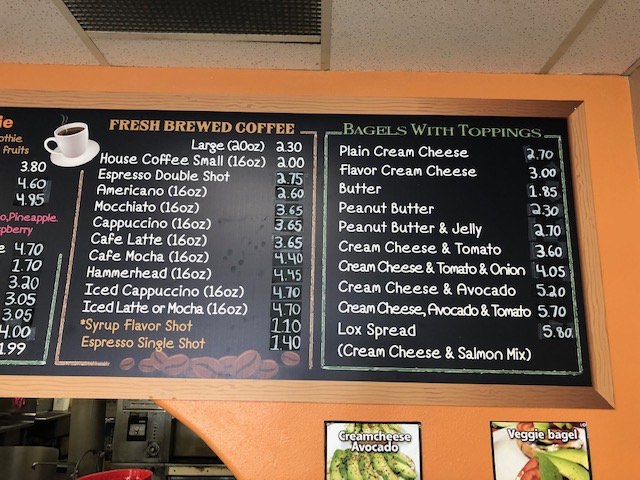 ie
othie
fruits
3.80
4.60
4.95
o,Pineapple
spberry
e 4.70
1.70
3.20
3.05
3.05
4.00
1.99
FRESH BREWED COFFEE
Large (20oz) 2.30
House Coffee Small (16oz) 2.00
Espresso Double Shot 2.75
Americano (16oz) 2.60
Mocchiato (16oz) 3.65
Cappuccino (16oz) 3.65
Cafe Latte (16oz) 3.65
Cafe Mocha (16oz) 4.40
Hammerhead (16oz) 4.45
Iced Cappuccino (16oz) 4.70
Iced Latte or Mocha (16oz) 4.70
*Syrup Flavor Shot 1.10
Espresso Single Shot 1.40
BAGELS WITH TOPPINGS
Plain Cream Cheese 2.70
Flavor Cream Cheese 3.00
Butter 1.85
Peanut Butter 2.30
Peanut Butter & Jelly 2.70
Cream Cheese & Tomato 3.60
Cream Cheese & Tomato & Onion 4.05
Cream Cheese & Avocado 5.20
Cream Cheese, Avocado & Tomato 5.70
Lox Spread 5.80
(Cream Cheese & Salmon Mix)
Creamcheese
Avocado
Veggie bagel